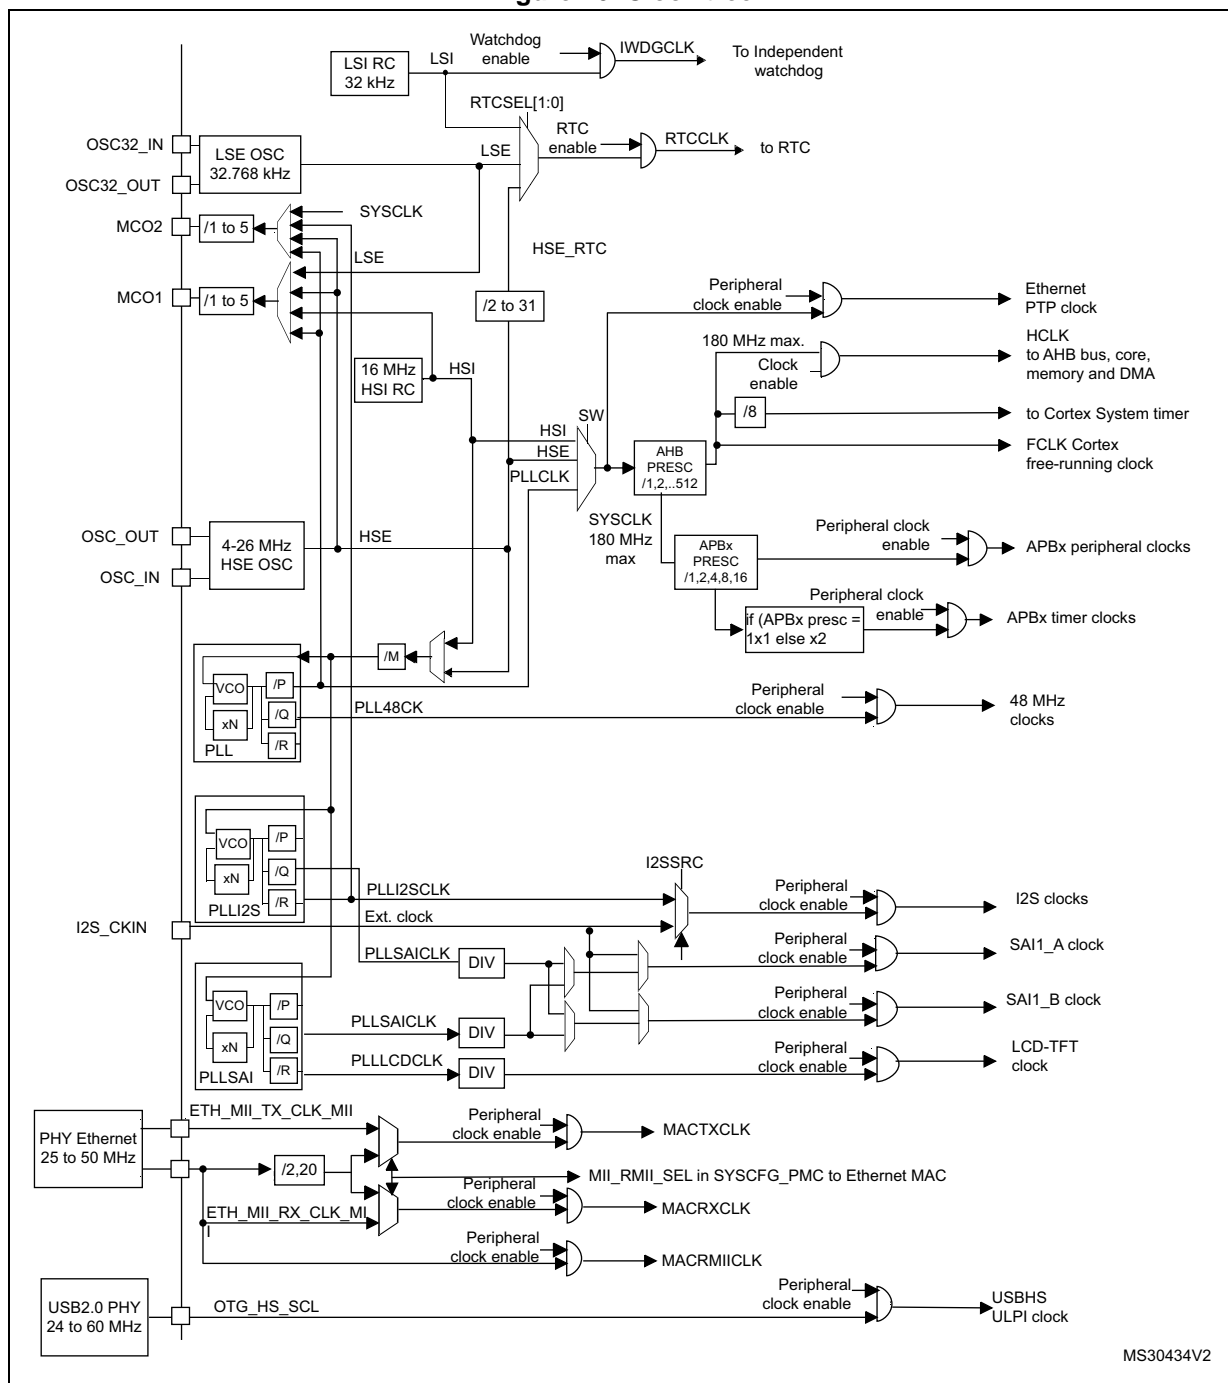 LSI RC
32 kHz
LSI
Watchdog
enable
IWDGCLK
To Independent
watchdog
RTCSEL[1:0]
OSC32_IN
OSC32_OUT
LSE OSC
32.768 kHz
LSE
RTC
enable
RTCCLK
to RTC
MCO2
/1 to 5
SYSCLK
LSE
HSE_RTC
MCO1
/1 to 5
/2 to 31
Peripheral
clock enable
Ethernet
PTP clock
16 MHz
HSI RC
HSI
180 MHz max.
Clock
enable
HCLK
to AHB bus, core,
memory and DMA
/8
to Cortex System timer
SW
HSI
HSE
PLLCLK
AHB
PRESC
/1,2,..512
FCLK Cortex
free-running clock
SYSCLK
180 MHz
max
OSC_OUT
OSC_IN
4-26 MHz
HSE OSC
HSE
APBx
PRESC
/1,2,4,8,16
Peripheral clock
enable
APBx peripheral clocks
if (APBx presc =
1x1 else x2
Peripheral clock
enable
APBx timer clocks
/M
VCO
xN
/P
/Q
/R
PLL
PLL48CK
Peripheral
clock enable
48 MHz
clocks
VCO
xN
/P
/Q
/R
PLLI2S
I2SSRC
PLLI2SCLK
Peripheral
clock enable
I2S clocks
I2S_CKIN
Ext. clock
PLLSAICLK
DIV
Peripheral
clock enable
SAI1_A clock
VCO
xN
/P
/Q
/R
PLLSAI
PLLSAICLK
DIV
Peripheral
clock enable
SAI1_B clock
PLLLCDCLK
DIV
Peripheral
clock enable
LCD-TFT
clock
PHY Ethernet
25 to 50 MHz
ETH_MII_TX_CLK_MII
Peripheral
clock enable
MACTXCLK
/2,20
MII_RMII_SEL in SYSCFG_PMC to Ethernet MAC
ETH_MII_RX_CLK_MI
I
Peripheral
clock enable
MACRXCLK
Peripheral
clock enable
MACRMIICLK
USB2.0 PHY
24 to 60 MHz
OTG_HS_SCL
Peripheral
clock enable
USBHS
ULPI clock
MS30434V2